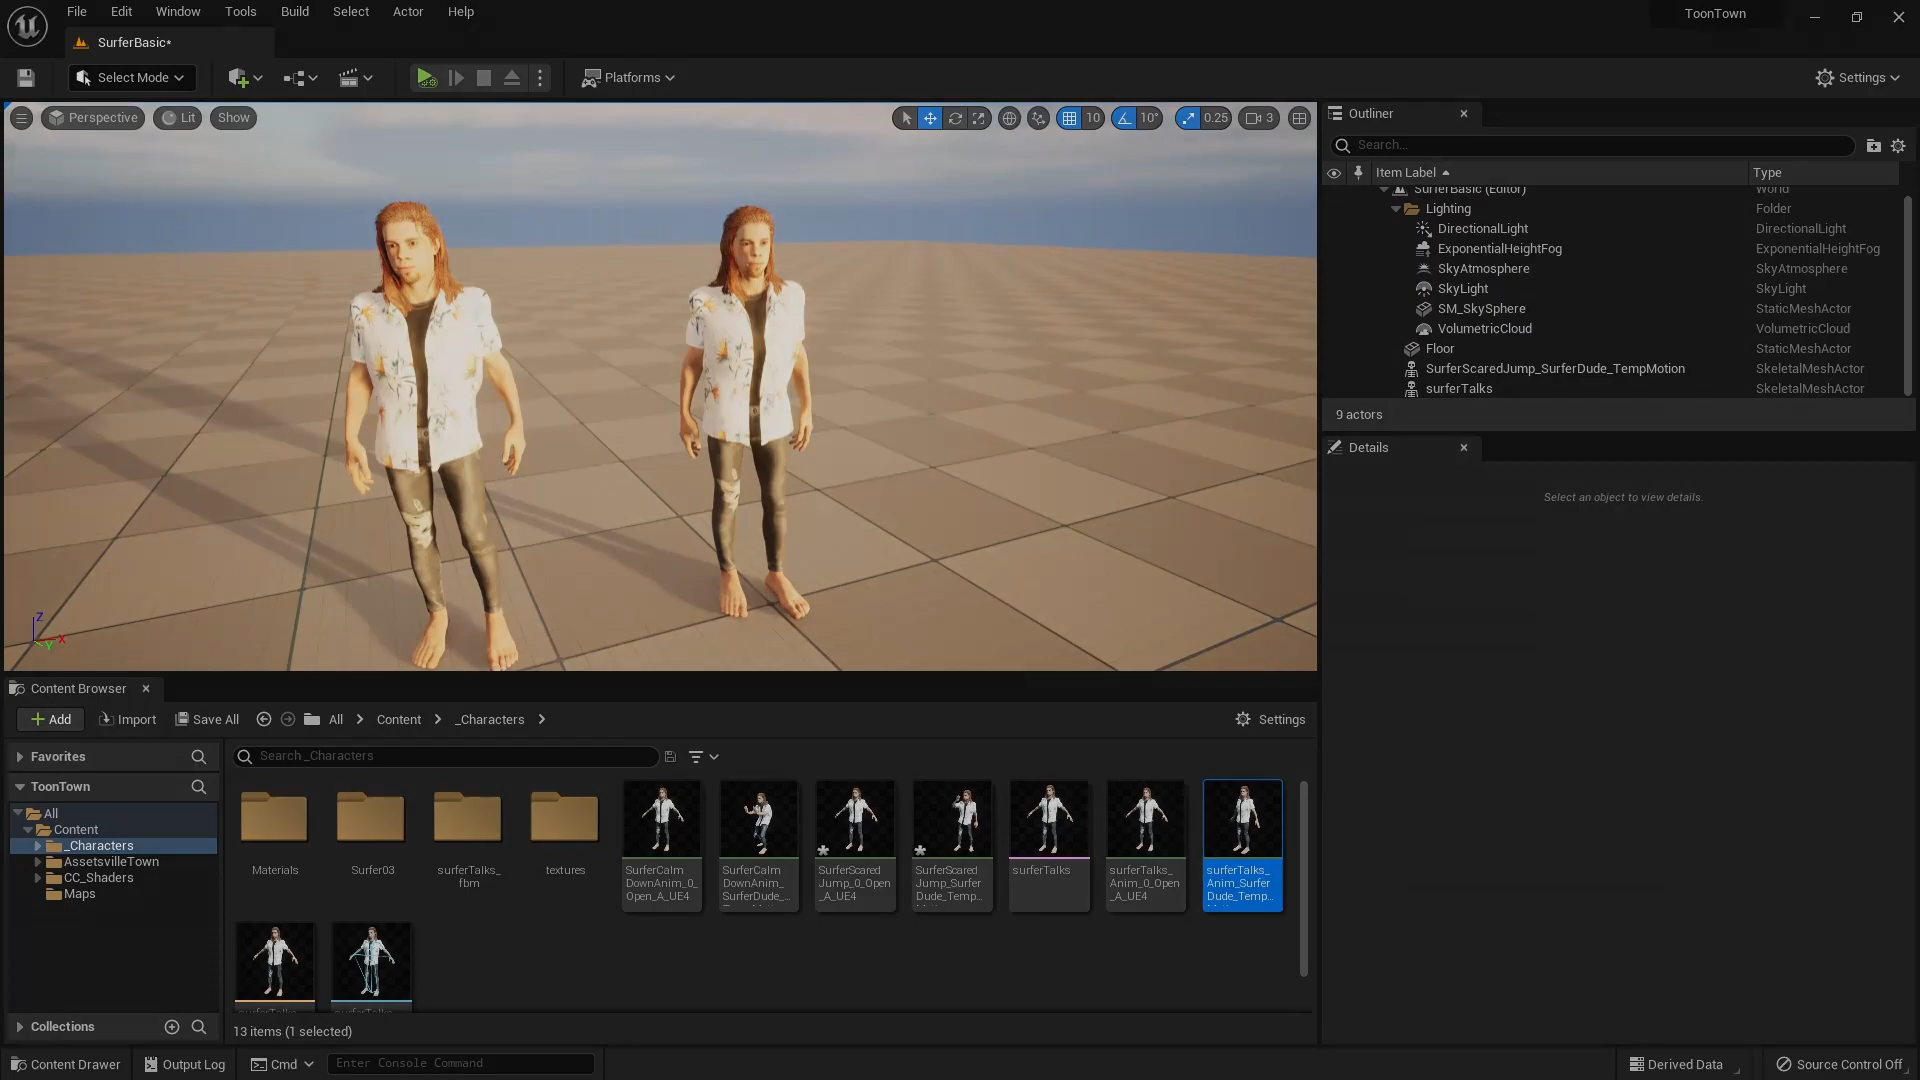 File Edit Window Tools Build Select Actor Help
ToonTown
SurferBasic*
Select Mode
Platforms
Settings
Perspective
Lit
Show
10
10°
0.25
3
Outliner
Search...
Item Label
Type
SurferBasic (Editor)
World
Lighting
Folder
DirectionalLight
DirectionalLight
ExponentialHeightFog
ExponentialHeightFog
SkyAtmosphere
SkyAtmosphere
SkyLight
SkyLight
SM_SkySphere
StaticMeshActor
VolumetricCloud
VolumetricCloud
Floor
StaticMeshActor
SurferScaredJump_SurferDude_TempMotion
SkeletalMeshActor
surferTalks
SkeletalMeshActor
9 actors
Details
Select an object to view details.
Z
X
Y
Content Browser
Add
Import
Save All
All
Content
_Characters
Settings
Favorites
ToonTown
All
Content
_Characters
AssetsvilleTown
CC_Shaders
Maps
Collections
Search _Characters
Materials
Surfer03
surferTalks_
fbm
textures
SurferCalm
DownAnim_0_
Open_A_UE4
SurferCalm
DownAnim_
SurferDude_...
SurferScared
Jump_0_Open
_A_UE4
SurferScared
Jump_Surfer
Dude_Temp...
surferTalks
surferTalks_
Anim_0_Open
_A_UE4
surferTalks_
Anim_Surfer
Dude_Temp...
13 items (1 selected)
Content Drawer
Output Log
Cmd
Enter Console Command
Derived Data
Source Control Off